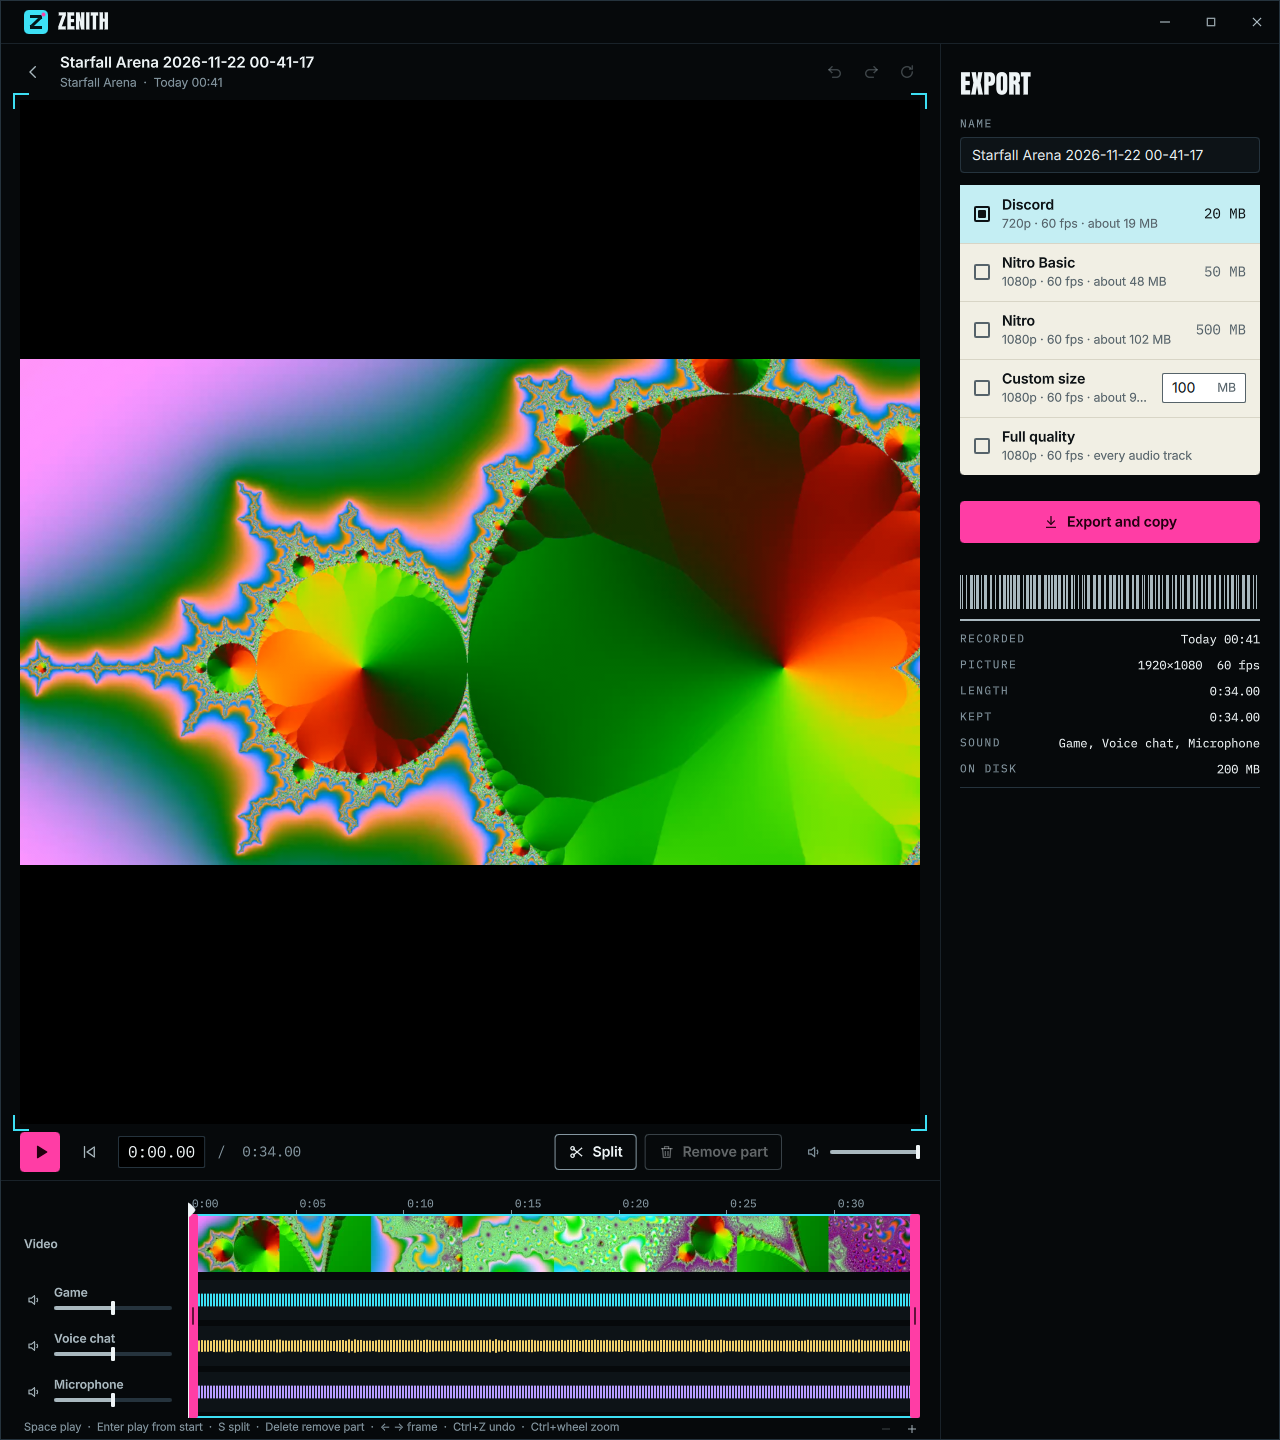 ZENITH
Starfall Arena 2026-11-22 00-41-17
Starfall Arena · Today 00:41
EXPORT
NAME
Starfall Arena 2026-11-22 00-41-17
Discord
720p · 60 fps · about 19 MB
20 MB
Nitro Basic
1080p · 60 fps · about 48 MB
50 MB
Nitro
1080p · 60 fps · about 102 MB
500 MB
Custom size
1080p · 60 fps · about 9...
100 MB
Full quality
1080p · 60 fps · every audio track
Export and copy
RECORDED Today 00:41
PICTURE 1920×1080 60 fps
LENGTH 0:34.00
KEPT 0:34.00
SOUND Game, Voice chat, Microphone
ON DISK 200 MB
0:00.00 / 0:34.00
Split
Remove part
0:00 0:05 0:10 0:15 0:20 0:25 0:30
Video
Game
Voice chat
Microphone
Space play · Enter play from start · S split · Delete remove part · ← → frame · Ctrl+Z undo · Ctrl+wheel zoom